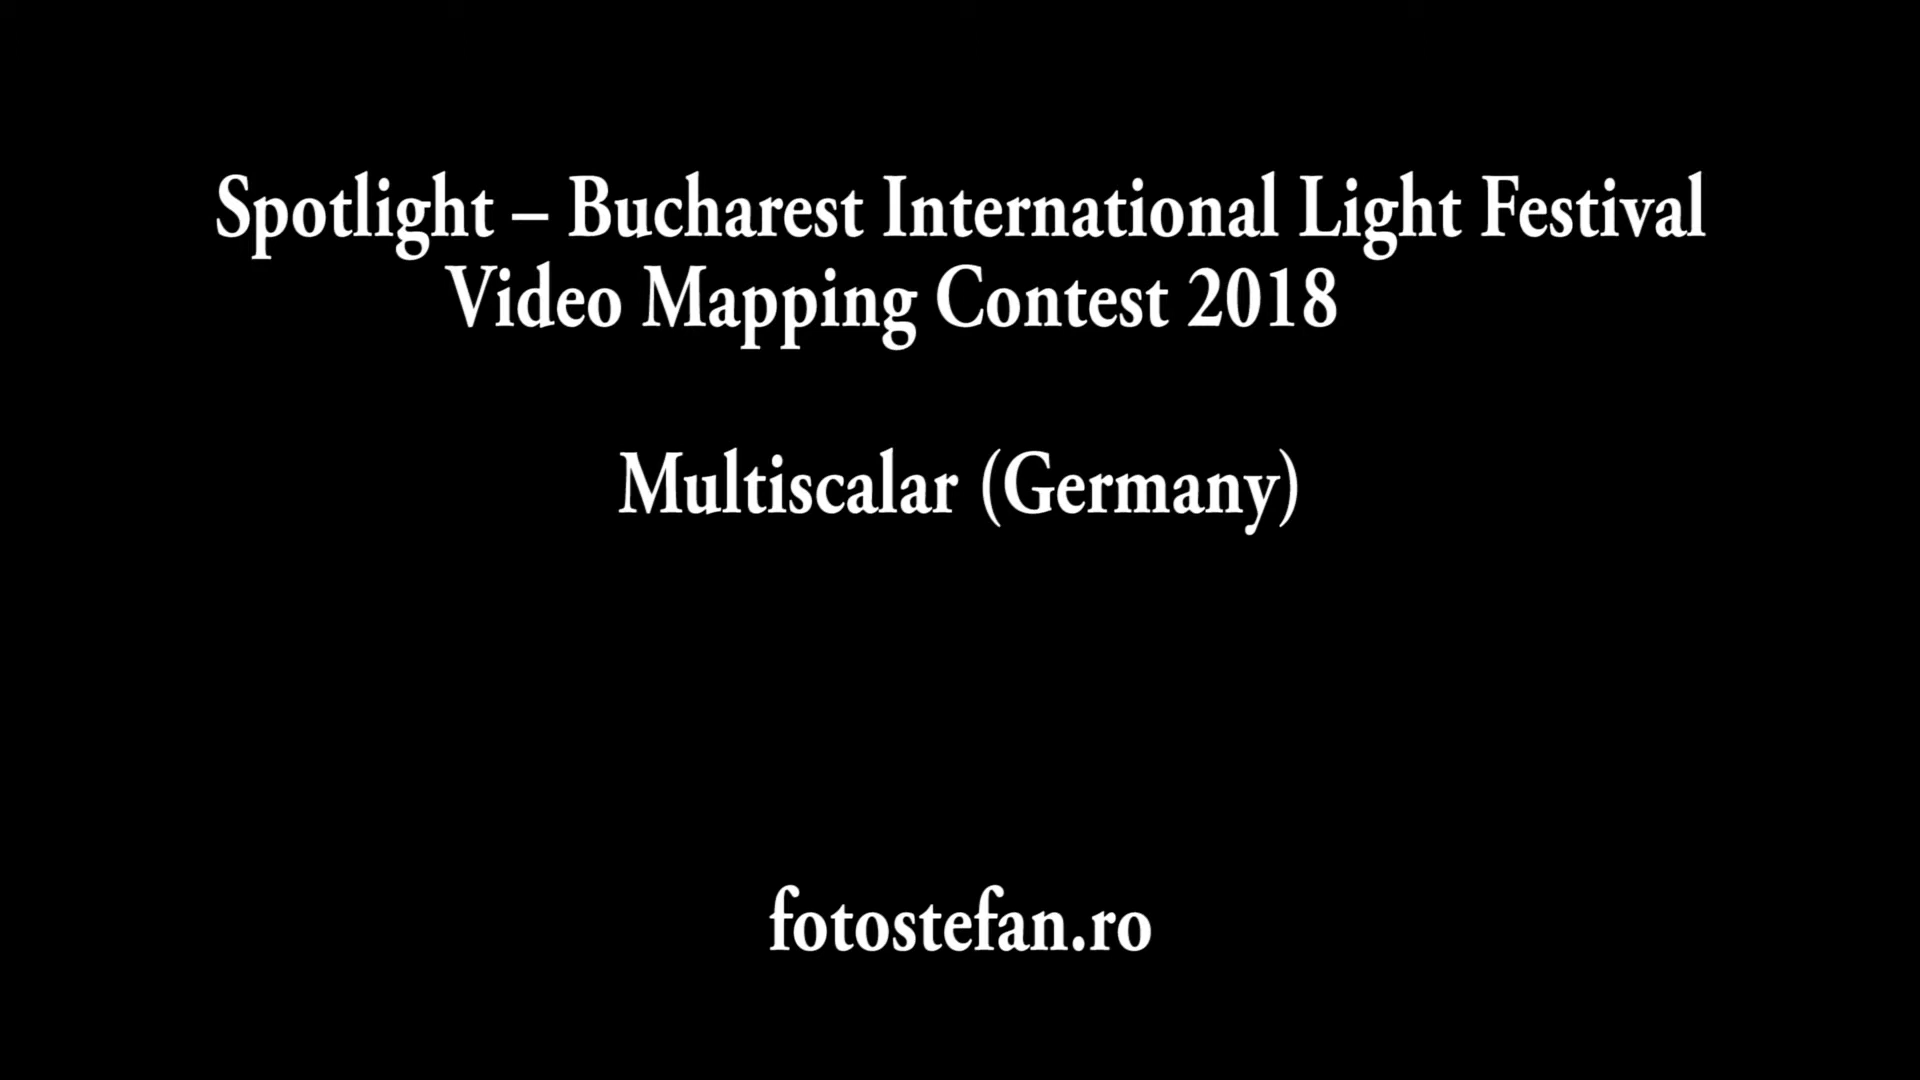 Spotlight – Bucharest International Light Festival
Video Mapping Contest 2018
Multiscalar (Germany)
fotostefan.ro